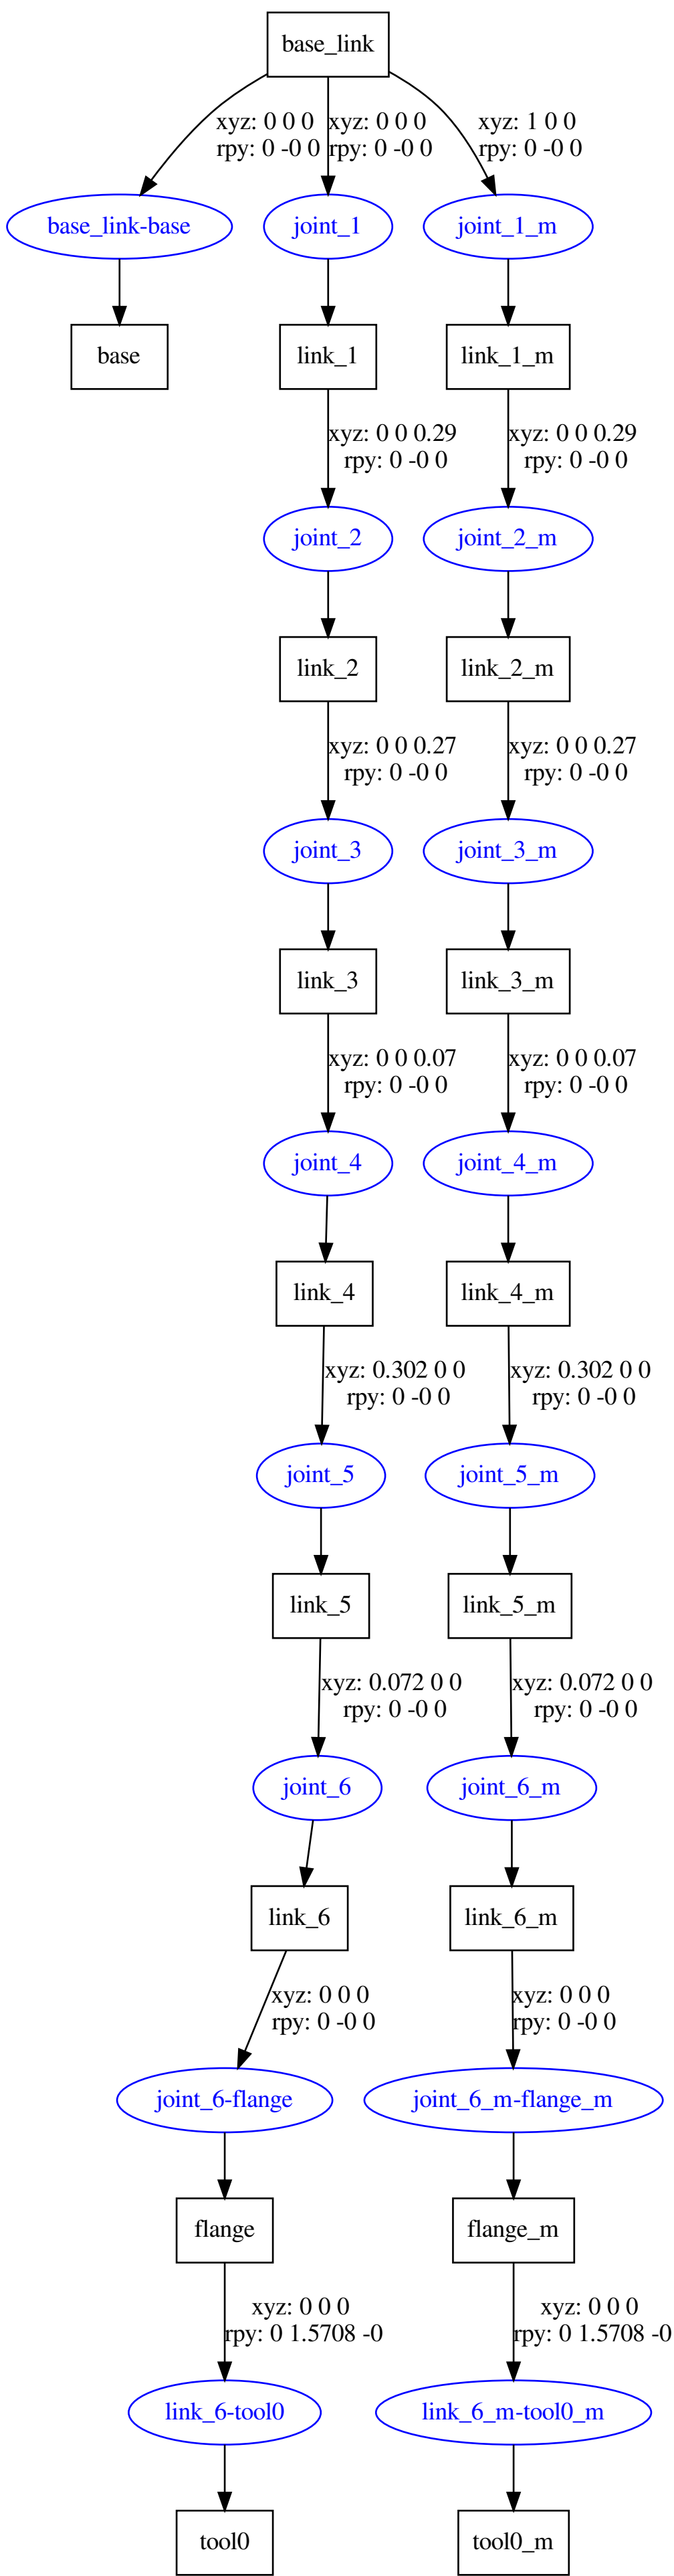 base_link
xyz: 0 0 0
rpy: 0 -0 0
xyz: 0 0 0
rpy: 0 -0 0
xyz: 1 0 0
rpy: 0 -0 0
base_link-base
joint_1
joint_1_m
base
link_1
link_1_m
xyz: 0 0 0.29
rpy: 0 -0 0
xyz: 0 0 0.29
rpy: 0 -0 0
joint_2
joint_2_m
link_2
link_2_m
xyz: 0 0 0.27
rpy: 0 -0 0
xyz: 0 0 0.27
rpy: 0 -0 0
joint_3
joint_3_m
link_3
link_3_m
xyz: 0 0 0.07
rpy: 0 -0 0
xyz: 0 0 0.07
rpy: 0 -0 0
joint_4
joint_4_m
link_4
link_4_m
xyz: 0.302 0 0
rpy: 0 -0 0
xyz: 0.302 0 0
rpy: 0 -0 0
joint_5
joint_5_m
link_5
link_5_m
xyz: 0.072 0 0
rpy: 0 -0 0
xyz: 0.072 0 0
rpy: 0 -0 0
joint_6
joint_6_m
link_6
link_6_m
xyz: 0 0 0
rpy: 0 -0 0
xyz: 0 0 0
rpy: 0 -0 0
joint_6-flange
joint_6_m-flange_m
flange
flange_m
xyz: 0 0 0
rpy: 0 1.5708 -0
xyz: 0 0 0
rpy: 0 1.5708 -0
link_6-tool0
link_6_m-tool0_m
tool0
tool0_m